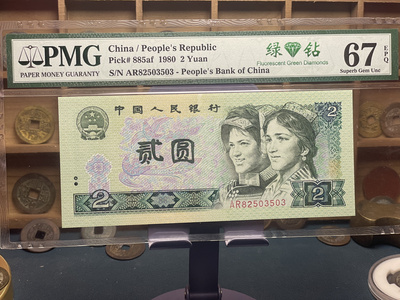 PMG
PAPER MONEY GUARANTY
China / People's Republic
Pick# 885af 1980 2 Yuan
S/N AR82503503 - People's Bank of China
绿钻
Fluorescent Green Diamonds
67 EPQ
Superb Gem Unc
中国人民银行
贰圆
2
2
AR82503503
2